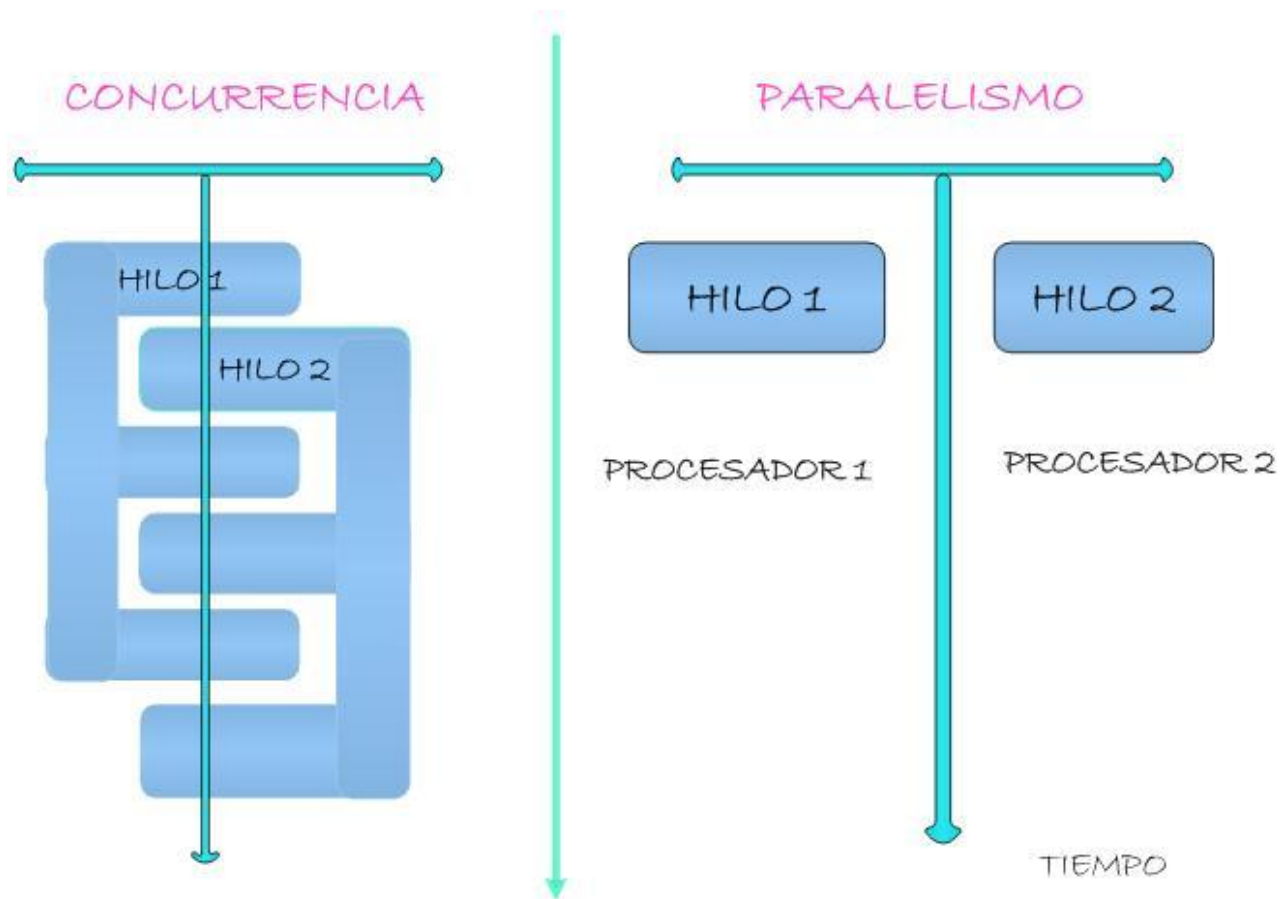 CONCURRENCIA
HILO 1
HILO 2
PARALELISMO
HILO 1
HILO 2
PROCESADOR 1
PROCESADOR 2
TIEMPO